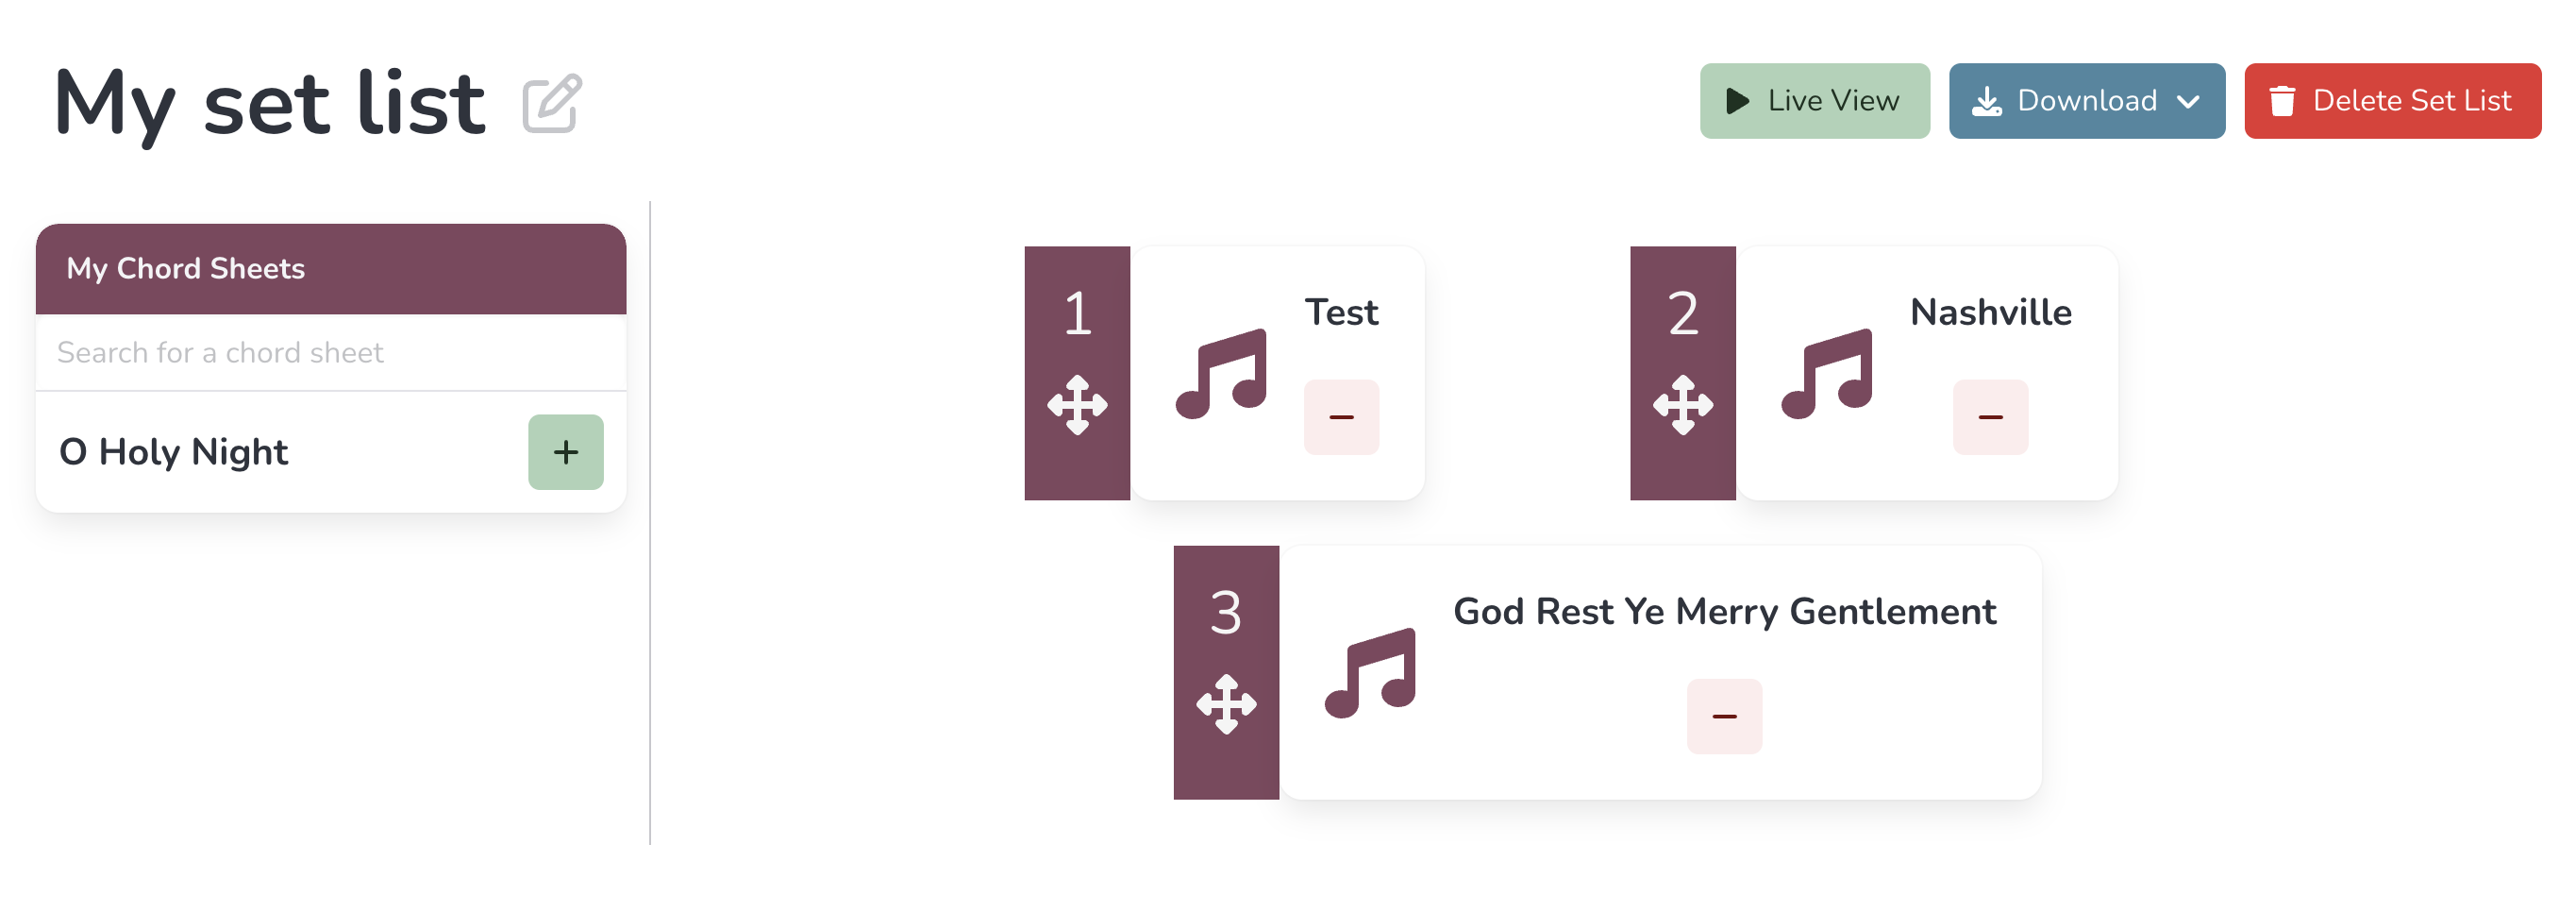 My set list
Live View
Download
Delete Set List
My Chord Sheets
Search for a chord sheet
O Holy Night
+
1
Test
−
2
Nashville
−
3
God Rest Ye Merry Gentlement
−